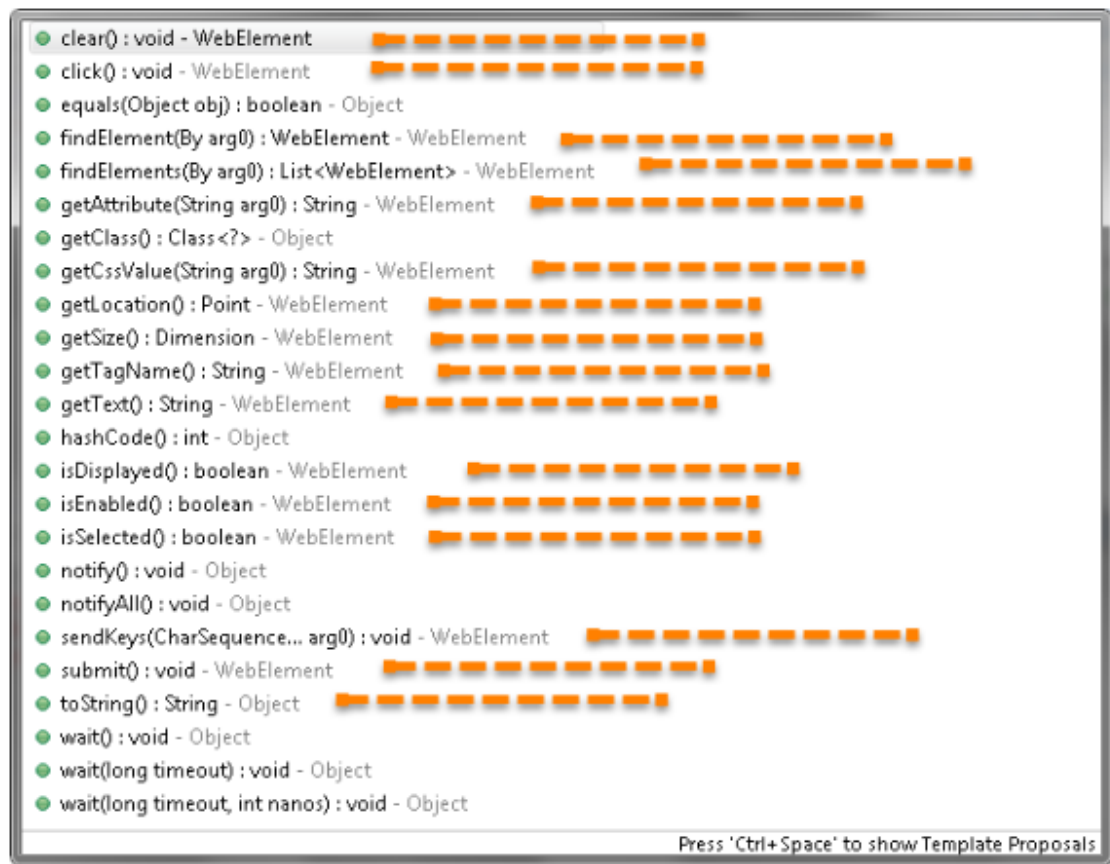 clear() : void - WebElement
click() : void - WebElement
equals(Object obj) : boolean - Object
findElement(By arg0) : WebElement - WebElement
findElements(By arg0) : List<WebElement> - WebElement
getAttribute(String arg0) : String - WebElement
getClass() : Class<?> - Object
getCssValue(String arg0) : String - WebElement
getLocation() : Point - WebElement
getSize() : Dimension - WebElement
getTagName() : String - WebElement
getText() : String - WebElement
hashCode() : int - Object
isDisplayed() : boolean - WebElement
isEnabled() : boolean - WebElement
isSelected() : boolean - WebElement
notify() : void - Object
notifyAll() : void - Object
sendKeys(CharSequence... arg0) : void - WebElement
submit() : void - WebElement
toString() : String - Object
wait() : void - Object
wait(long timeout) : void - Object
wait(long timeout, int nanos) : void - Object
Press 'Ctrl+Space' to show Template Proposals